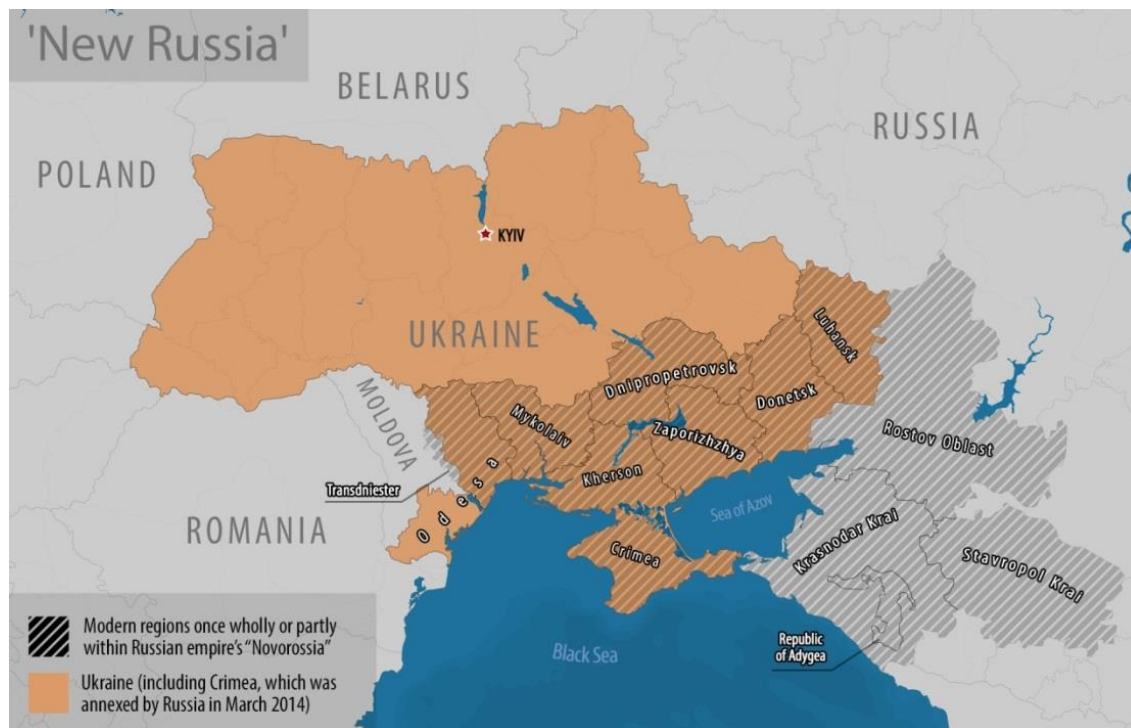 'New Russia'
BELARUS
RUSSIA
POLAND
KYIV
UKRAINE
Luhansk
Dnipropetrovsk
Donetsk
MOLDOVA
Mykolaiv
Zaporizhzhya
Rostov Oblast
Kherson
Transdniester
Odesa
Sea of Azov
ROMANIA
Crimea
Krasnodar Krai
Stavropol Krai
Republic
of Adygea
Black Sea
Modern regions once wholly or partly
within Russian empire's “Novorossia”
Ukraine (including Crimea, which was
annexed by Russia in March 2014)